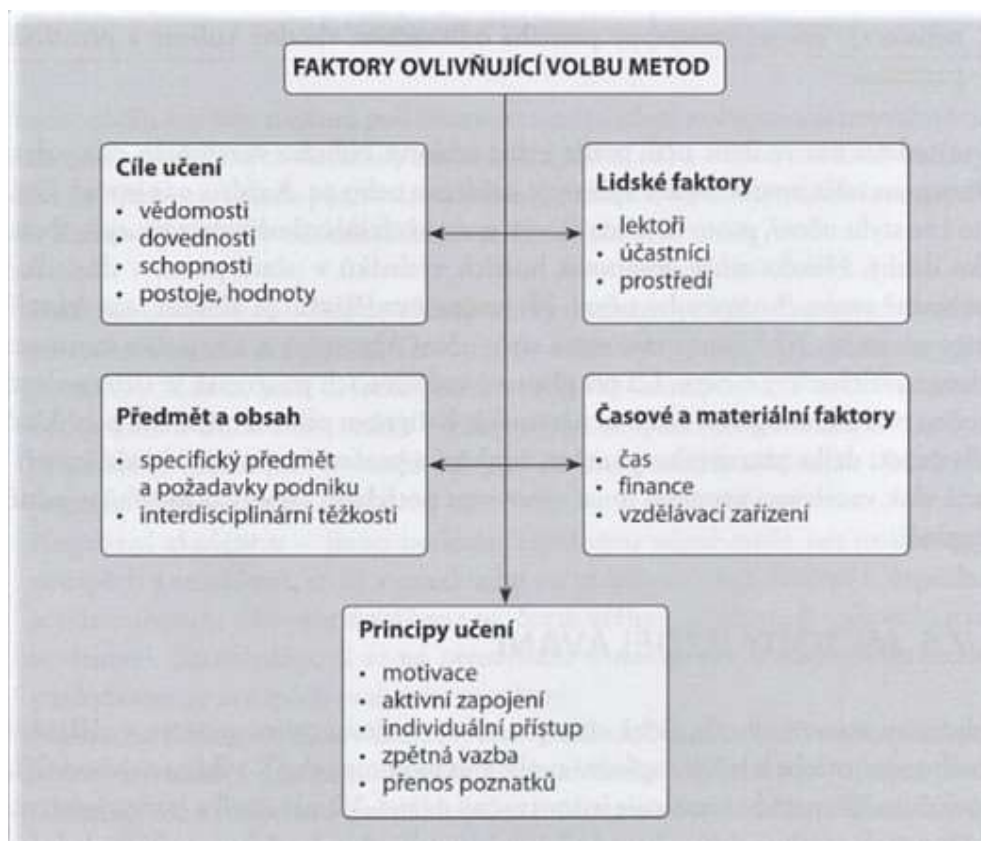 FAKTORY OVLIVŇUJÍCÍ VOLBU METOD
Cíle učení
• vědomosti
• dovednosti
• schopnosti
• postoje, hodnoty
Lidské faktory
• lektoři
• účastníci
• prostředí
Předmět a obsah
• specifický předmět
a požadavky podniku
• interdisciplinární těžkosti
Časové a materiální faktory
• čas
• finance
• vzdělávací zařízení
Principy učení
• motivace
• aktivní zapojení
• individuální přístup
• zpětná vazba
• přenos poznatků